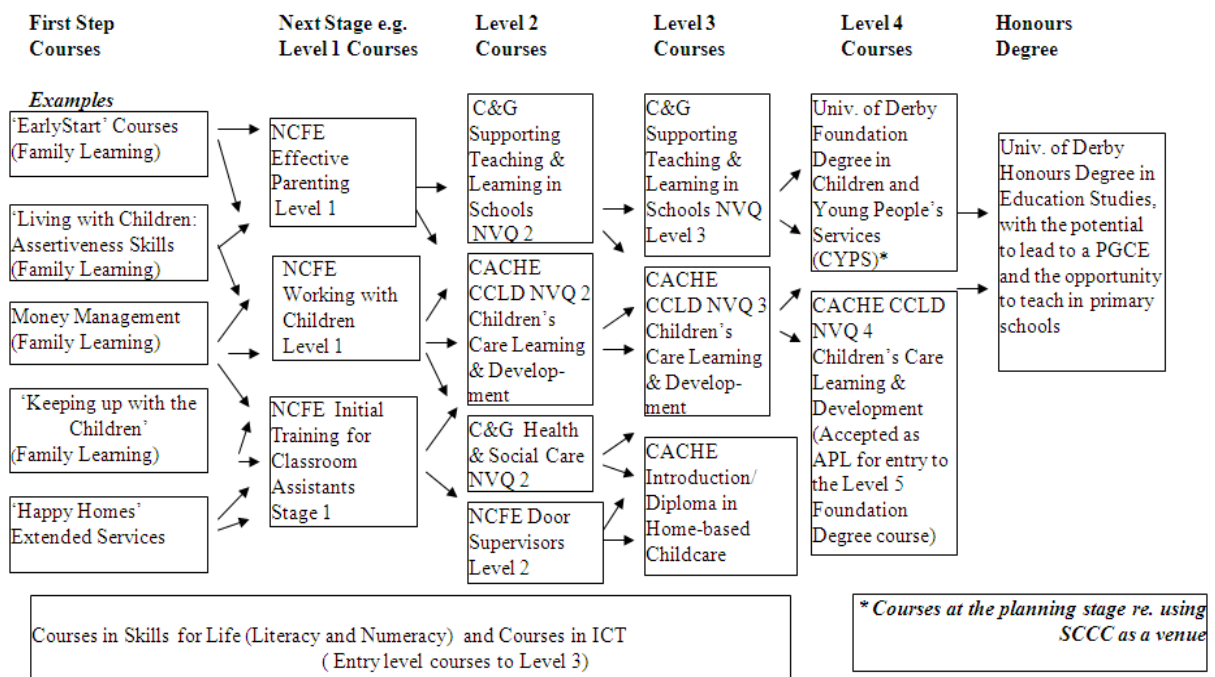 First Step
Courses
Next Stage e.g.
Level 1 Courses
Level 2
Courses
Level 3
Courses
Level 4
Courses
Honours
Degree
Examples
‘EarlyStart’ Courses
(Family Learning)
‘Living with Children:
Assertiveness Skills
(Family Learning)
Money Management
(Family Learning)
‘Keeping up with the
Children’
(Family Learning)
‘Happy Homes’
Extended Services
NCFE
Effective
Parenting
Level 1
NCFE
Working with
Children
Level 1
NCFE Initial
Training for
Classroom
Assistants
Stage 1
C&G
Supporting
Teaching &
Learning in
Schools
NVQ 2
CACHE
CCLD NVQ 2
Children’s
Care Learning
& Develop-
ment
C&G Health
& Social Care
NVQ 2
NCFE Door
Supervisors
Level 2
C&G
Supporting
Teaching &
Learning in
Schools NVQ
Level 3
CACHE
CCLD NVQ 3
Children’s
Care Learning
& Develop-
ment
CACHE
Introduction/
Diploma in
Home-based
Childcare
Univ. of Derby
Foundation
Degree in
Children and
Young People’s
Services
(CYPS)*
CACHE CCLD
NVQ 4
Children’s Care
Learning &
Development
(Accepted as
APL for entry to
the Level 5
Foundation
Degree course)
Univ. of Derby
Honours Degree in
Education Studies,
with the potential
to lead to a PGCE
and the opportunity
to teach in primary
schools
Courses in Skills for Life (Literacy and Numeracy) and Courses in ICT
( Entry level courses to Level 3)
* Courses at the planning stage re. using
SCCC as a venue